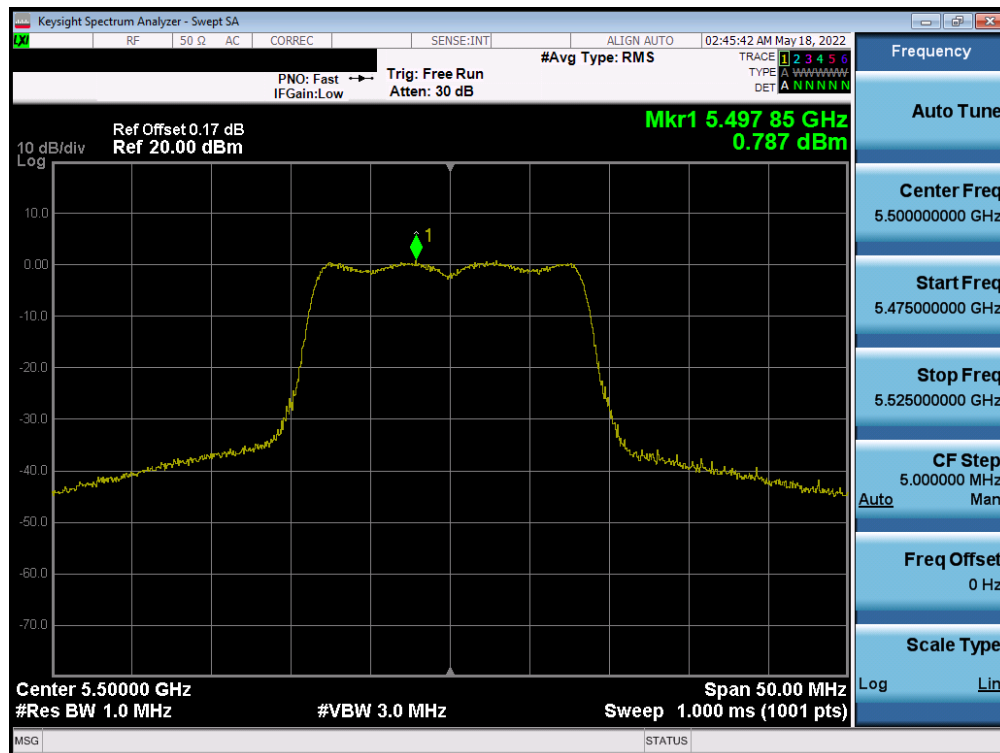 Keysight Spectrum Analyzer - Swept SA
LXI RF 50 Ω AC CORREC SENSE:INT ALIGN AUTO 02:45:42 AM May 18, 2022
#Avg Type: RMS
TRACE 1 2 3 4 5 6
TYPE A WWWWW
DET A N N N N N
PNO: Fast
IFGain:Low
Trig: Free Run
Atten: 30 dB
Mkr1 5.497 85 GHz
0.787 dBm
Ref Offset 0.17 dB
Ref 20.00 dBm
10 dB/div
Log
10.0
0.00
-10.0
-20.0
-30.0
-40.0
-50.0
-60.0
-70.0
1
Center 5.50000 GHz
Span 50.00 MHz
#Res BW 1.0 MHz
#VBW 3.0 MHz
Sweep 1.000 ms (1001 pts)
MSG
STATUS
Frequency
Auto Tune
Center Freq
5.500000000 GHz
Start Freq
5.475000000 GHz
Stop Freq
5.525000000 GHz
CF Step
5.000000 MHz
Auto Man
Freq Offset
0 Hz
Scale Type
Log Lin